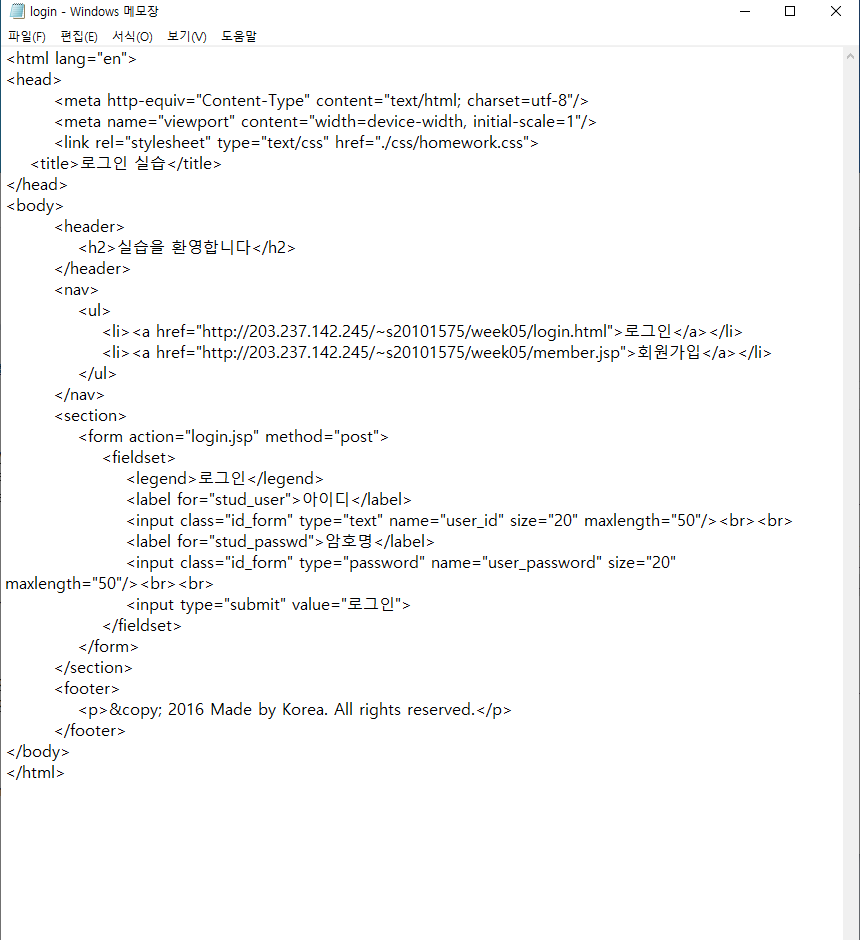 login - Windows 메모장
파일(F) 편집(E) 서식(O) 보기(V) 도움말
<html lang="en">
<head>
<meta http-equiv="Content-Type" content="text/html; charset=utf-8"/>
<meta name="viewport" content="width=device-width, initial-scale=1"/>
<link rel="stylesheet" type="text/css" href="./css/homework.css">
<title>로그인 실습</title>
</head>
<body>
<header>
<h2>실습을 환영합니다</h2>
</header>
<nav>
<ul>
<li><a href="http://203.237.142.245/~s20101575/week05/login.html">로그인</a></li>
<li><a href="http://203.237.142.245/~s20101575/week05/member.jsp">회원가입</a></li>
</ul>
</nav>
<section>
<form action="login.jsp" method="post">
<fieldset>
<legend>로그인</legend>
<label for="stud_user">아이디</label>
<input class="id_form" type="text" name="user_id" size="20" maxlength="50"/><br><br>
<label for="stud_passwd">암호명</label>
<input class="id_form" type="password" name="user_password" size="20"
maxlength="50"/><br><br>
<input type="submit" value="로그인">
</fieldset>
</form>
</section>
<footer>
<p>&copy; 2016 Made by Korea. All rights reserved.</p>
</footer>
</body>
</html>